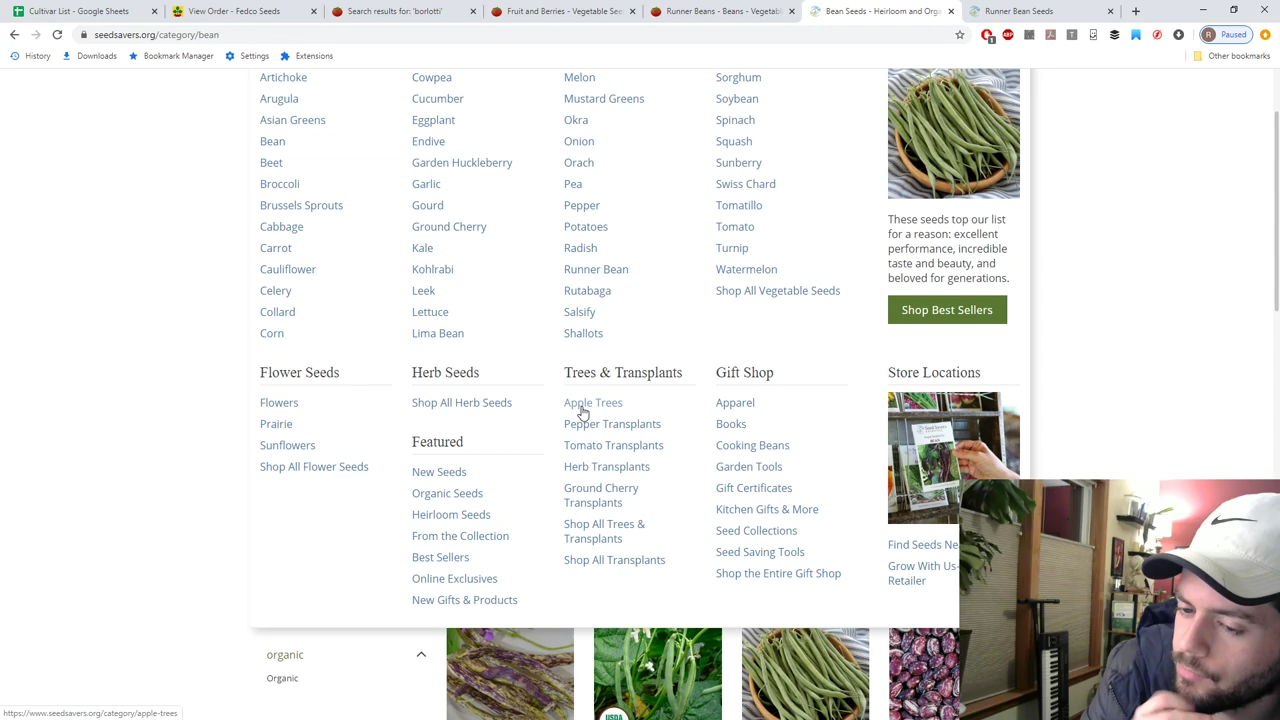 Cultivar List - Google Sheets
View Order - Fedco Seeds
Search results for: 'borlotti'
Fruit and Berries - Vegetable See
Runner Beans - Beans - Vegetab
Bean Seeds - Heirloom and Orga
Runner Bean Seeds
seedsavers.org/category/bean
Paused
History
Downloads
Bookmark Manager
Settings
Extensions
Other bookmarks
Artichoke
Arugula
Asian Greens
Bean
Beet
Broccoli
Brussels Sprouts
Cabbage
Carrot
Cauliflower
Celery
Collard
Corn
Cowpea
Cucumber
Eggplant
Endive
Garden Huckleberry
Garlic
Gourd
Ground Cherry
Kale
Kohlrabi
Leek
Lettuce
Lima Bean
Melon
Mustard Greens
Okra
Onion
Orach
Pea
Pepper
Potatoes
Radish
Runner Bean
Rutabaga
Salsify
Shallots
Sorghum
Soybean
Spinach
Squash
Sunberry
Swiss Chard
Tomatillo
Tomato
Turnip
Watermelon
Shop All Vegetable Seeds
These seeds top our list
for a reason: excellent
performance, incredible
taste and beauty, and
beloved for generations.
Shop Best Sellers
Flower Seeds
Flowers
Prairie
Sunflowers
Shop All Flower Seeds
Herb Seeds
Shop All Herb Seeds
Featured
New Seeds
Organic Seeds
Heirloom Seeds
From the Collection
Best Sellers
Online Exclusives
New Gifts & Products
Trees & Transplants
Apple Trees
Pepper Transplants
Tomato Transplants
Herb Transplants
Ground Cherry
Transplants
Shop All Trees &
Transplants
Shop All Transplants
Gift Shop
Apparel
Books
Cooking Beans
Garden Tools
Gift Certificates
Kitchen Gifts & More
Seed Collections
Seed Saving Tools
Shop the Entire Gift Shop
Store Locations
Find Seeds Ne
Grow With Us-
Retailer
organic
Organic
USDA
https://www.seedsavers.org/category/apple-trees